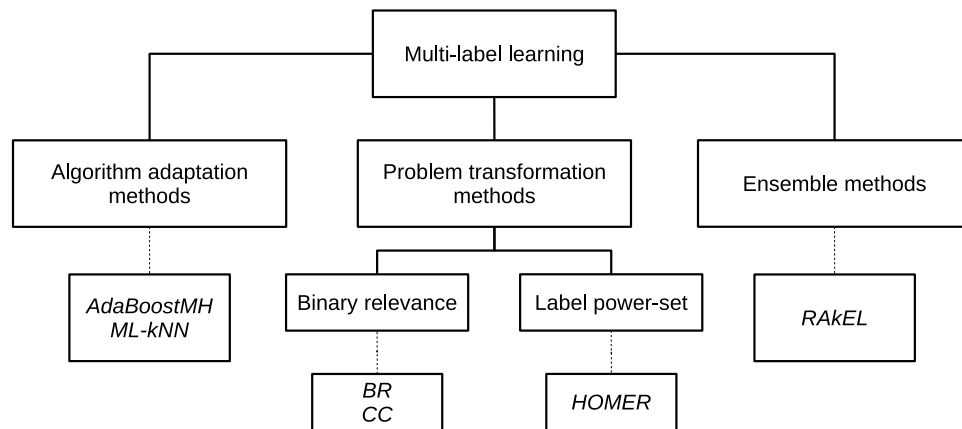 Multi-label learning
Algorithm adaptation
methods
Problem transformation
methods
Ensemble methods
AdaBoostMH
ML-kNN
Binary relevance
Label power-set
RAkEL
BR
CC
HOMER